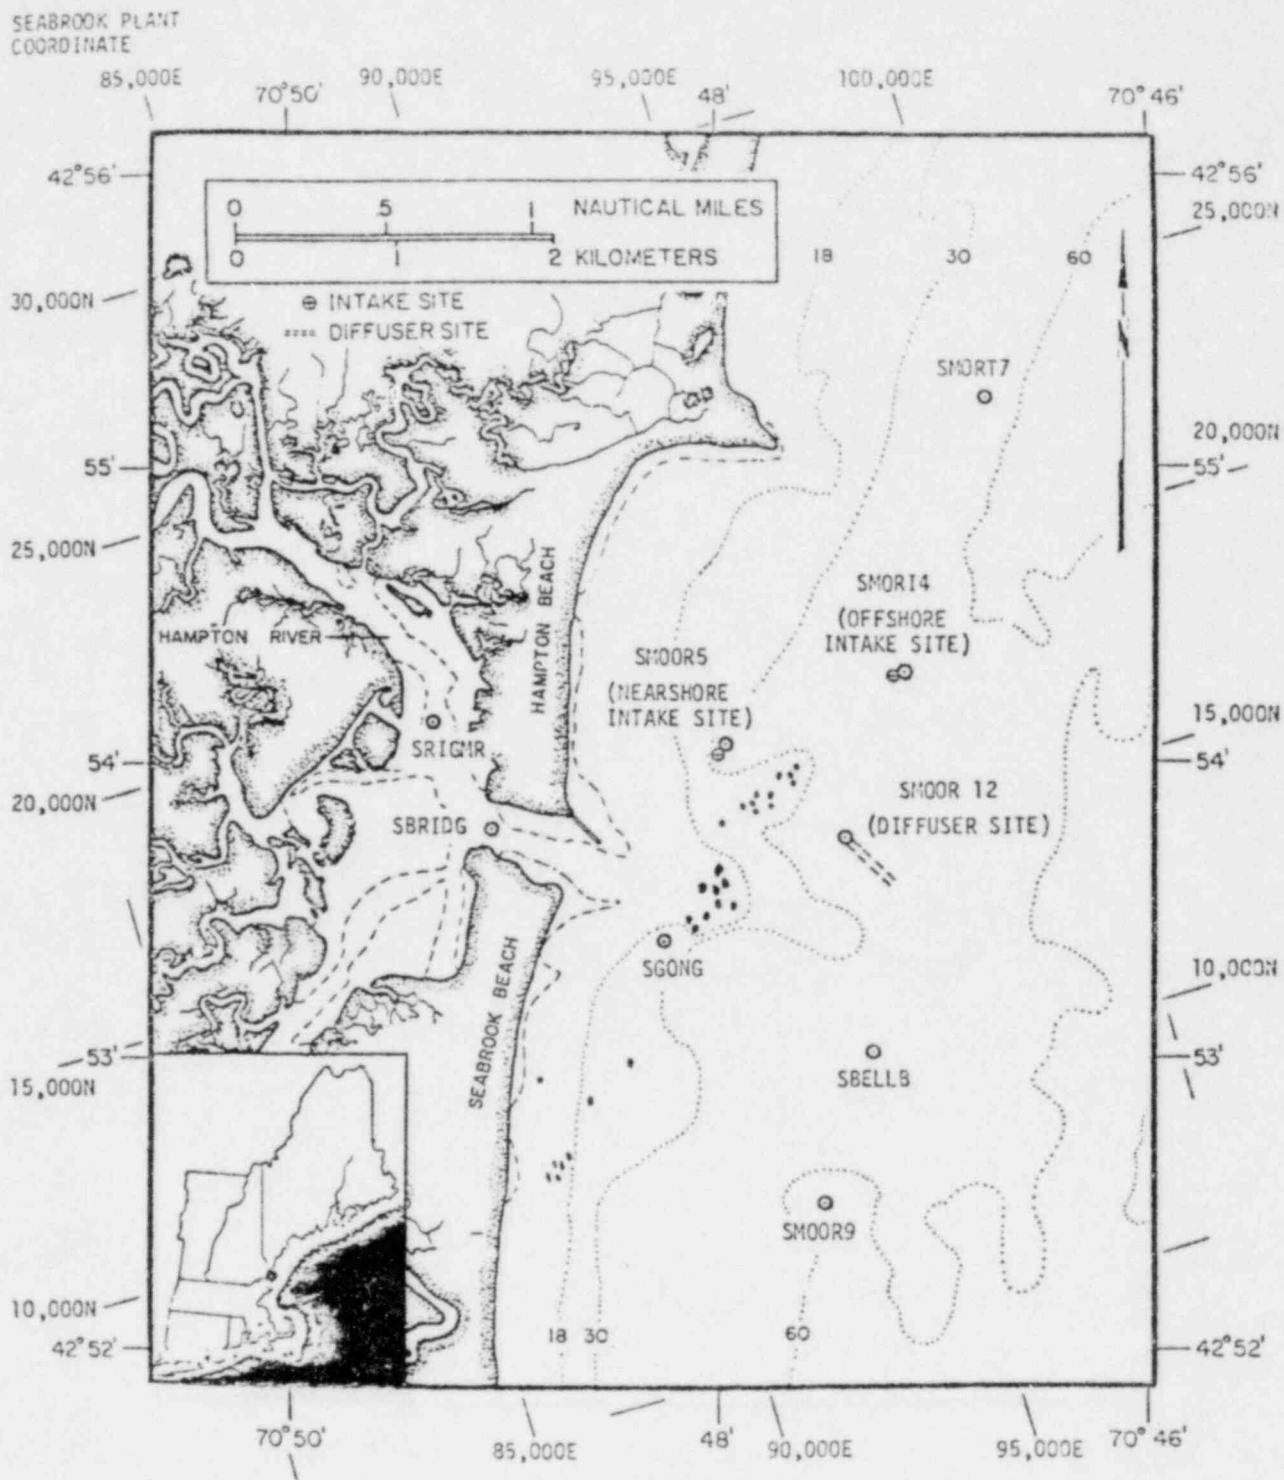 SEABROOK PLANT
COORDINATE
85,000E
70°50'
90,000E
95,000E
48'
100,000E
70°46'
42°56'
42°56'
25,000N
0 .5 1 NAUTICAL MILES
0 1 2 KILOMETERS
18
30
60
30,000N
INTAKE SITE
DIFFUSER SITE
SMORT7
20,000N
55'
55'
25,000N
HAMPTON BEACH
SMORI4
(OFFSHORE
INTAKE SITE)
HAMPTON RIVER
SMOOR5
(NEARSHORE
INTAKE SITE)
15,000N
SRIGMR
54'
54'
20,000N
SMOOR 12
(DIFFUSER SITE)
SBRIDG
SGONG
10,000N
SEABROOK BEACH
53'
53'
15,000N
SBELLB
SMOOR9
10,000N
18
30
60
42°52'
42°52'
70°50'
85,000E
48'
90,000E
95,000E
70°46'